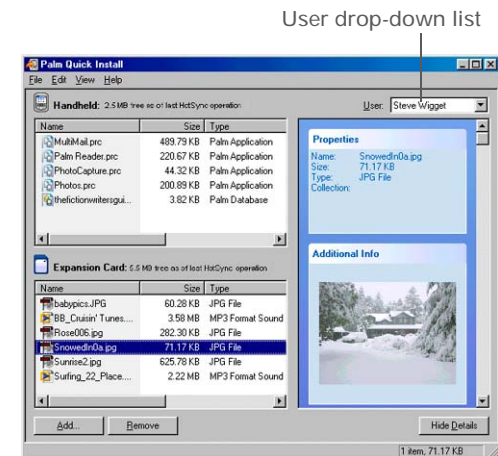 User drop-down list
Palm Quick Install
File Edit View Help
Handheld: 2.5 MB free as of last HotSync operation
User: Steve Wigget
Name Size Type
MultiMail.prc 489.79 KB Palm Application
Palm Reader.prc 220.67 KB Palm Application
PhotoCapture.prc 44.32 KB Palm Application
Photos.prc 200.89 KB Palm Application
thefictionwritersgui... 3.82 KB Palm Database
Expansion Card: 5.5 MB free as of last HotSync operation
Name Size Type
babypics.JPG 60.28 KB JPG File
BB_Cruisin' Tunes.... 3.58 MB MP3 Format Sound
Rose006.jpg 282.30 KB JPG File
SnowedIn0a.jpg 71.17 KB JPG File
Sunrise2.jpg 625.78 KB JPG File
Surfing_22_Place.... 2.22 MB MP3 Format Sound
Properties
Name: SnowedIn0a.jpg
Size: 71.17 KB
Type: JPG File
Collection:
Additional Info
Add... Remove
Hide Details
1 item, 71.17 KB